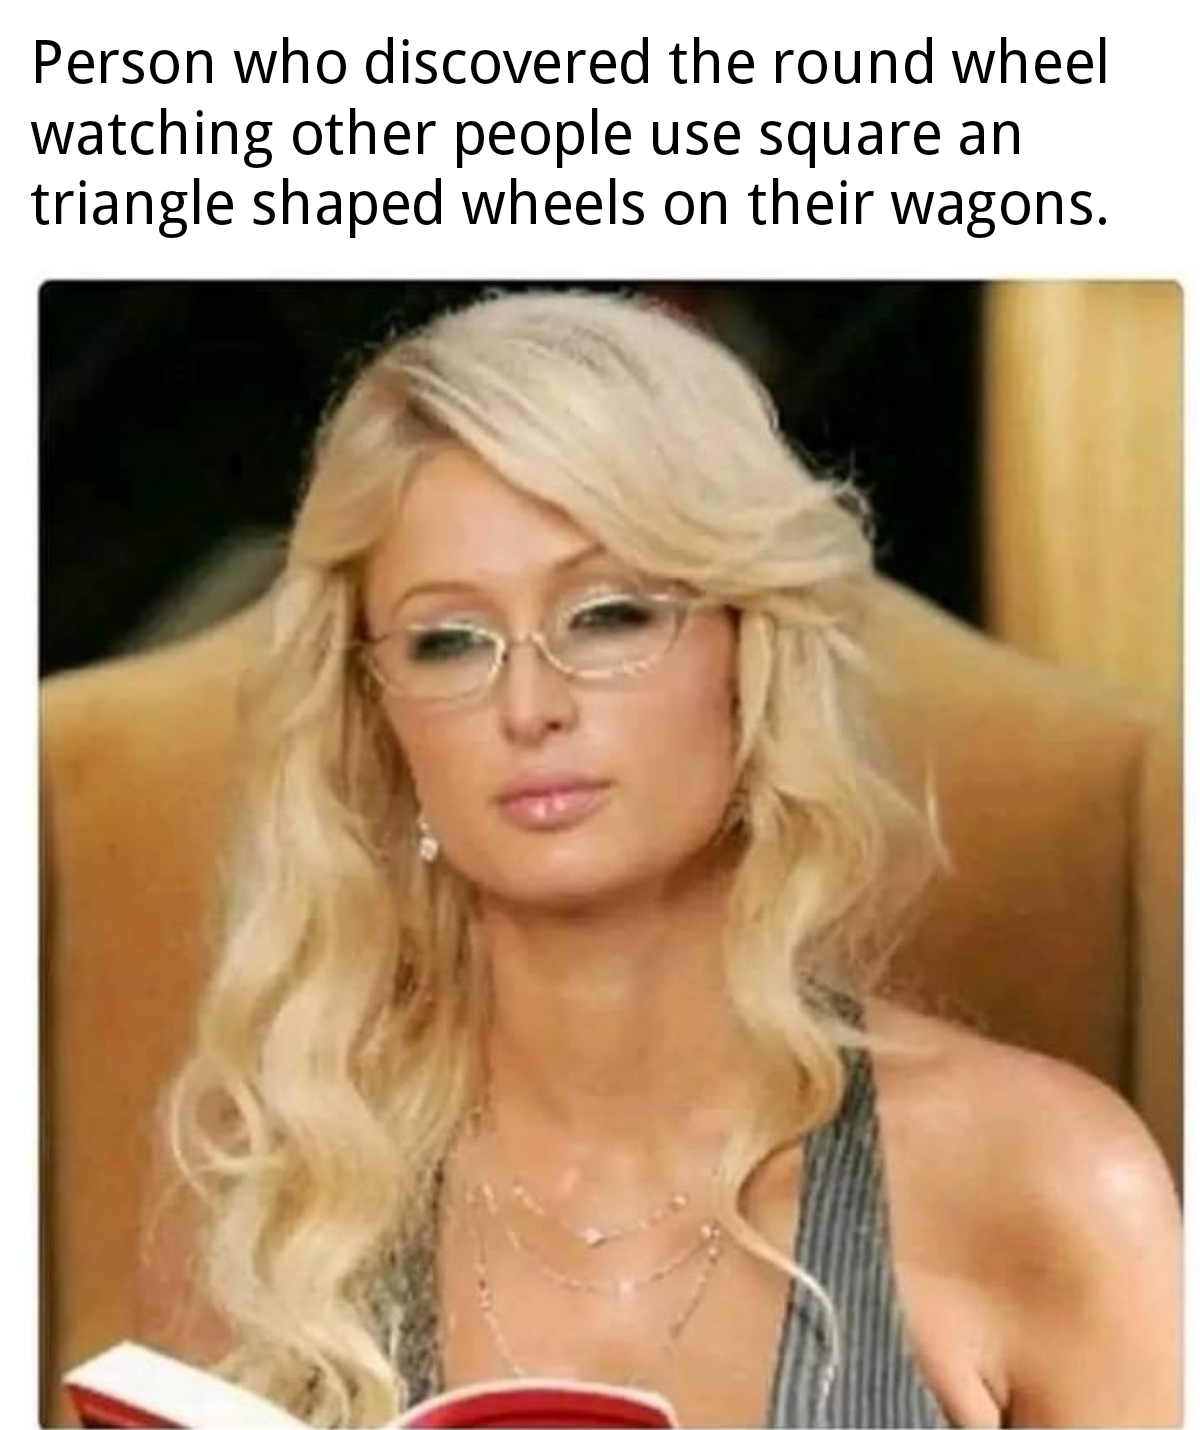 Person who discovered the round wheel
watching other people use square an
triangle shaped wheels on their wagons.